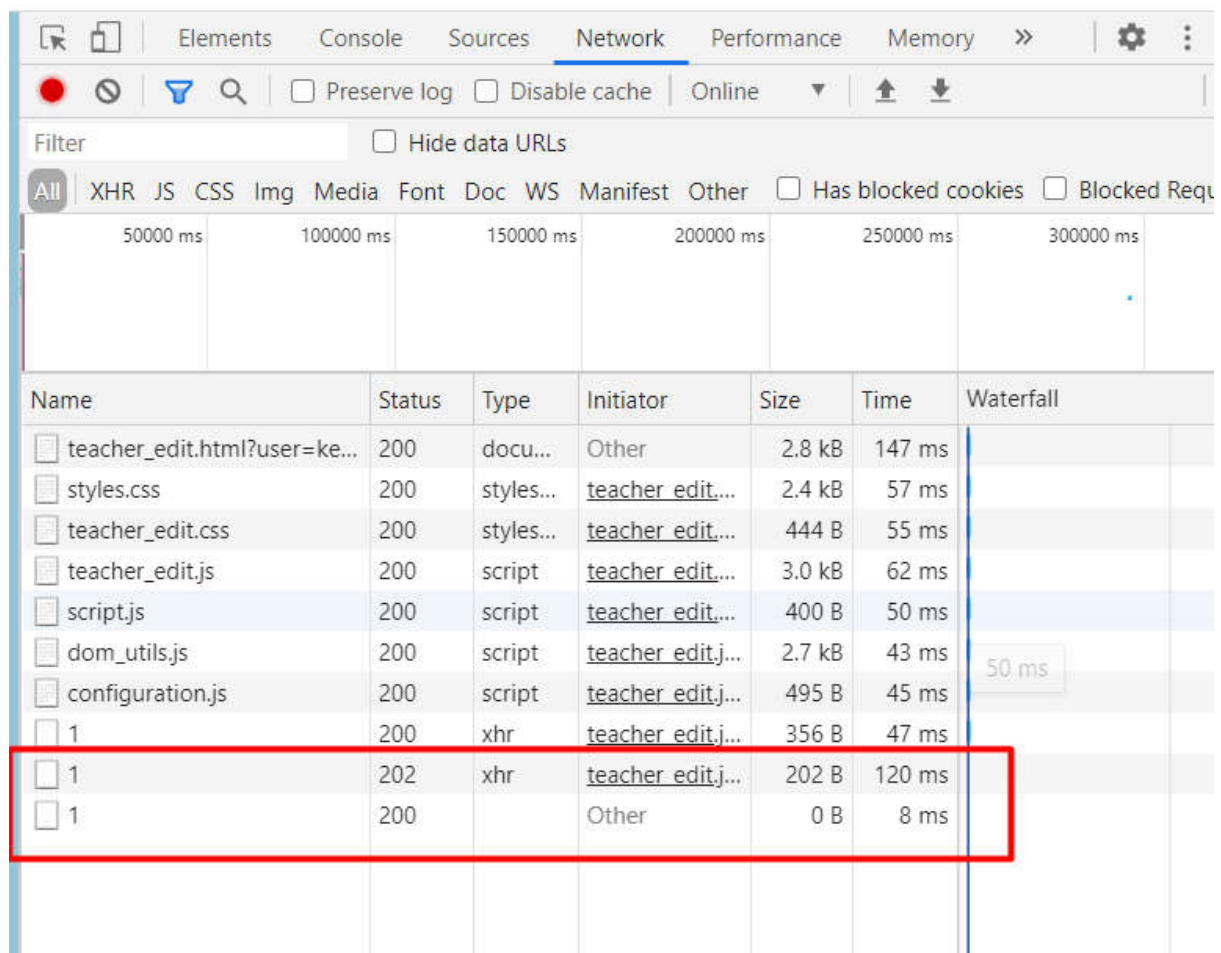 Elements Console Sources Network Performance Memory »
Preserve log Disable cache Online
Filter Hide data URLs
All XHR JS CSS Img Media Font Doc WS Manifest Other Has blocked cookies Blocked Requ
50000 ms 100000 ms 150000 ms 200000 ms 250000 ms 300000 ms
Name Status Type Initiator Size Time Waterfall
teacher_edit.html?user=ke... 200 docu... Other 2.8 kB 147 ms
styles.css 200 styles... teacher_edit.... 2.4 kB 57 ms
teacher_edit.css 200 styles... teacher_edit.... 444 B 55 ms
teacher_edit.js 200 script teacher_edit.... 3.0 kB 62 ms
script.js 200 script teacher_edit.... 400 B 50 ms
dom_utils.js 200 script teacher_edit.j... 2.7 kB 43 ms
50 ms
configuration.js 200 script teacher_edit.j... 495 B 45 ms
1 200 xhr teacher_edit.j... 356 B 47 ms
1 202 xhr teacher_edit.j... 202 B 120 ms
1 200 Other 0 B 8 ms